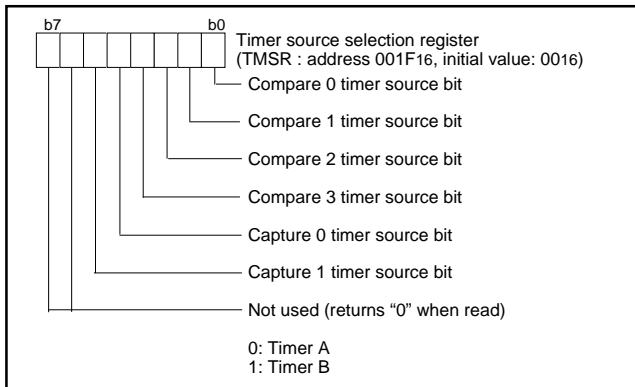 b7 b0
Timer source selection register
(TMSR : address 001F16, initial value: 0016)
Compare 0 timer source bit
Compare 1 timer source bit
Compare 2 timer source bit
Compare 3 timer source bit
Capture 0 timer source bit
Capture 1 timer source bit
Not used (returns “0” when read)
0: Timer A
1: Timer B